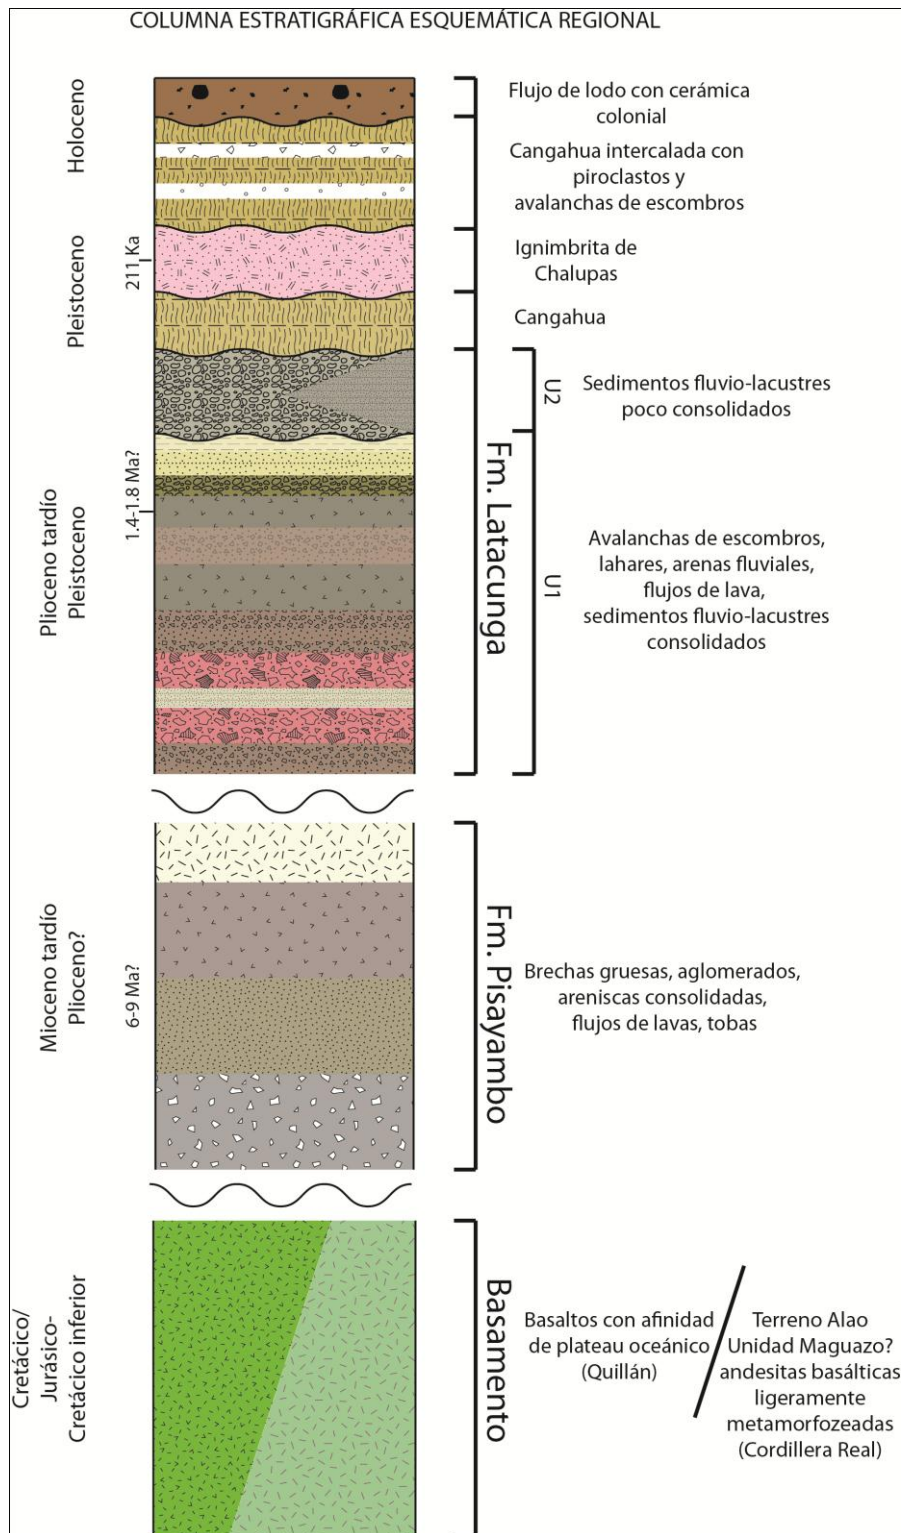 COLUMNA ESTRATIGRÁFICA ESQUEMÁTICA REGIONAL
Holoceno
Flujo de lodo con cerámica
colonial
Cangahua intercalada con
piroclastos y
avalanchas de escombros
Pleistoceno
211 Ka
Ignimbrita de
Chalupas
Cangahua
Plioceno tardío
Pleistoceno
1.4-1.8 Ma?
Fm. Latacunga
U2
Sedimentos fluvio-lacustres
poco consolidados
U1
Avalanchas de escombros,
lahares, arenas fluviales,
flujos de lava,
sedimentos fluvio-lacustres
consolidados
Mioceno tardío
Plioceno?
6-9 Ma?
Fm. Pisayambo
Brechas gruesas, aglomerados,
areniscas consolidadas,
flujos de lavas, tobas
Cretácico/
Jurásico-
Cretácico inferior
Basamento
Basaltos con afinidad
de plateau oceánico
(Quillán)
Terreno Alao
Unidad Maguazo?
andesitas basálticas
ligeramente
metamorfozeadas
(Cordillera Real)